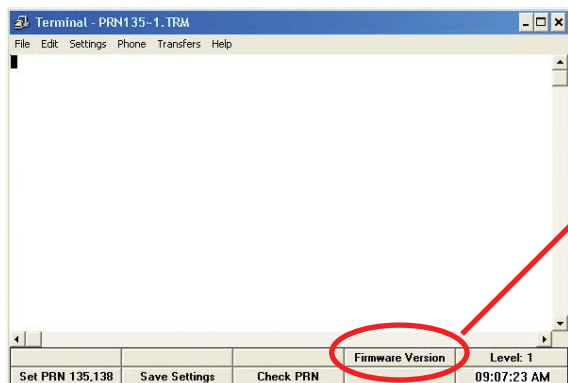 Terminal - PRN135~1.TRM
File Edit Settings Phone Transfers Help
Firmware Version Level: 1
Set PRN 135,138 Save Settings Check PRN 09:07:23 AM